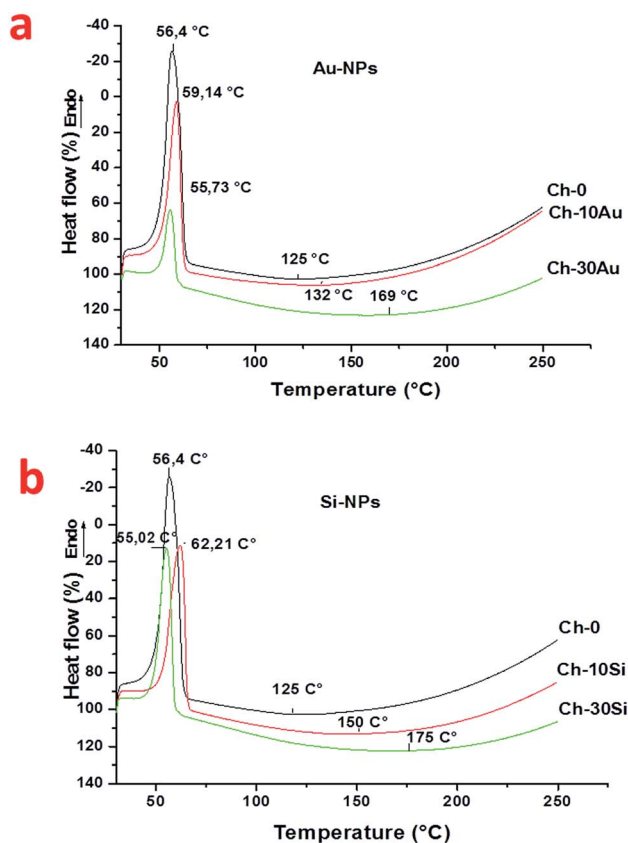 a
56,4 °C
Au-NPs
59,14 °C
55,73 °C
125 °C
132 °C
169 °C
Ch-0
Ch-10Au
Ch-30Au
Heat flow (%) Endo
-40
-20
0
20
40
60
80
100
120
140
50
100
150
200
250
Temperature (°C)
b
56,4 C°
Si-NPs
55,02 C°
62,21 C°
125 C°
150 C°
175 C°
Ch-0
Ch-10Si
Ch-30Si
Heat flow (%) Endo
-40
-20
0
20
40
60
80
100
120
140
50
100
150
200
250
Temperature (°C)